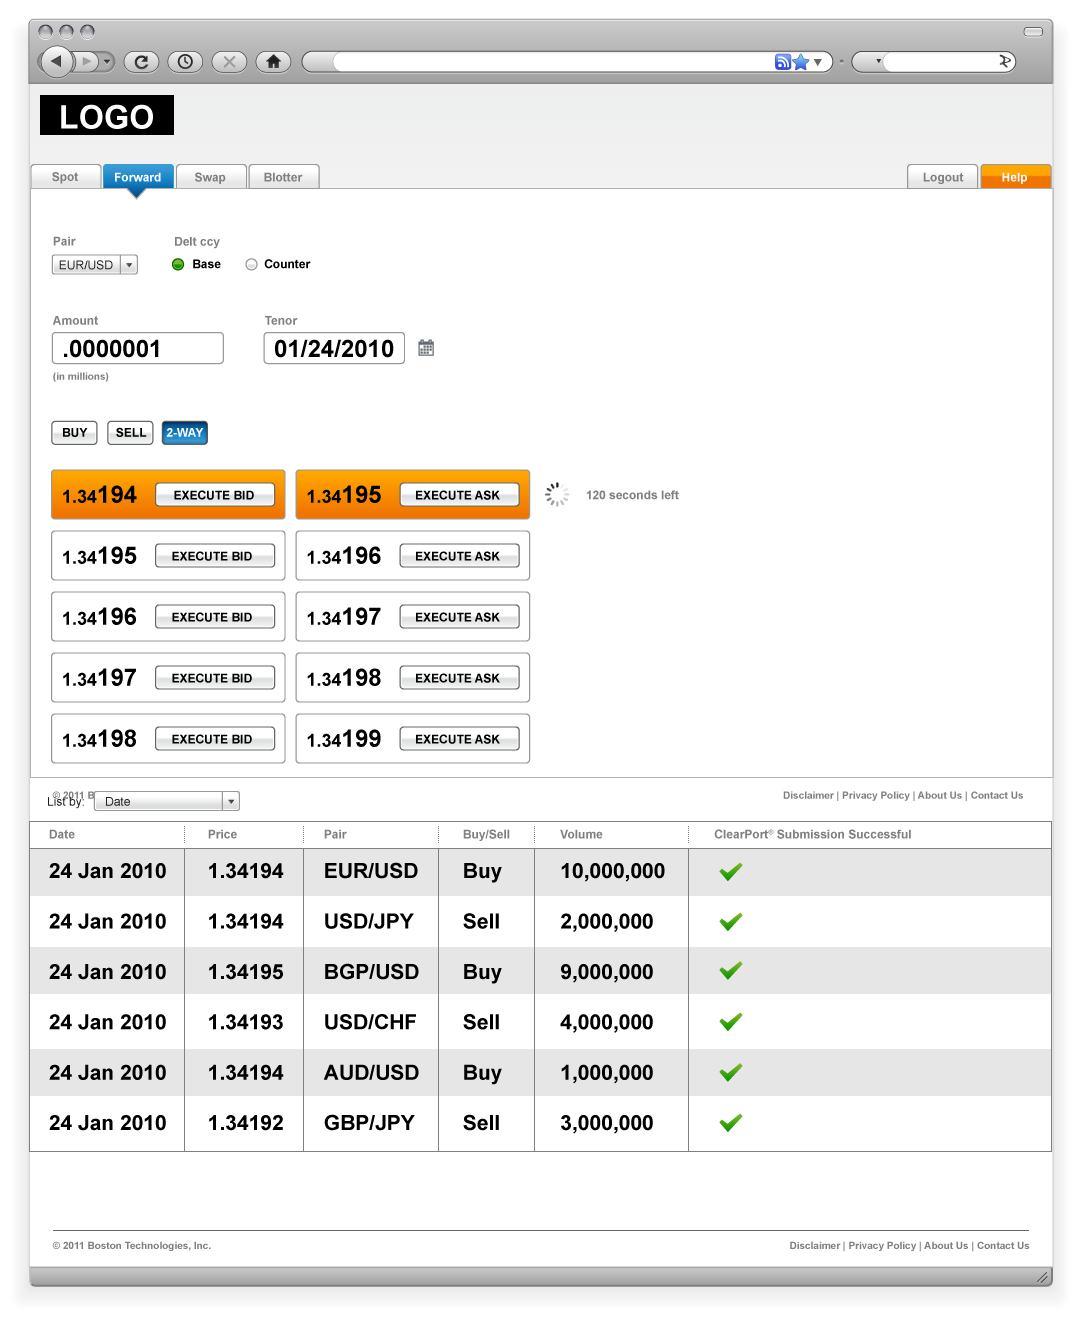 LOGO
Spot Forward Swap Blotter Logout Help
Pair Delt ccy
EUR/USD Base Counter
Amount Tenor
.0000001 01/24/2010
(in millions)
BUY SELL 2-WAY
1.34194 EXECUTE BID 1.34195 EXECUTE ASK 120 seconds left
1.34195 EXECUTE BID 1.34196 EXECUTE ASK
1.34196 EXECUTE BID 1.34197 EXECUTE ASK
1.34197 EXECUTE BID 1.34198 EXECUTE ASK
1.34198 EXECUTE BID 1.34199 EXECUTE ASK
© 2011 B Disclaimer | Privacy Policy | About Us | Contact Us
List by: Date
Date Price Pair Buy/Sell Volume ClearPort® Submission Successful
24 Jan 2010 1.34194 EUR/USD Buy 10,000,000
24 Jan 2010 1.34194 USD/JPY Sell 2,000,000
24 Jan 2010 1.34195 BGP/USD Buy 9,000,000
24 Jan 2010 1.34193 USD/CHF Sell 4,000,000
24 Jan 2010 1.34194 AUD/USD Buy 1,000,000
24 Jan 2010 1.34192 GBP/JPY Sell 3,000,000
© 2011 Boston Technologies, Inc. Disclaimer | Privacy Policy | About Us | Contact Us